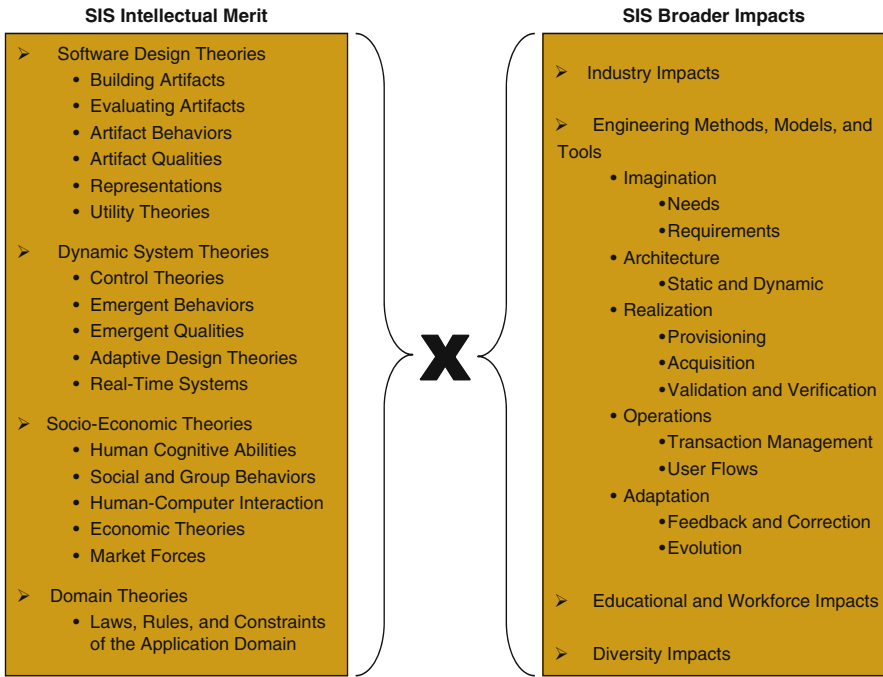 SIS Intellectual Merit
➢ Software Design Theories
• Building Artifacts
• Evaluating Artifacts
• Artifact Behaviors
• Artifact Qualities
• Representations
• Utility Theories
➢ Dynamic System Theories
• Control Theories
• Emergent Behaviors
• Emergent Qualities
• Adaptive Design Theories
• Real-Time Systems
➢ Socio-Economic Theories
• Human Cognitive Abilities
• Social and Group Behaviors
• Human-Computer Interaction
• Economic Theories
• Market Forces
➢ Domain Theories
• Laws, Rules, and Constraints
of the Application Domain
X
SIS Broader Impacts
➢ Industry Impacts
➢ Engineering Methods, Models, and
Tools
• Imagination
•Needs
•Requirements
• Architecture
•Static and Dynamic
• Realization
•Provisioning
•Acquisition
•Validation and Verification
• Operations
•Transaction Management
•User Flows
• Adaptation
•Feedback and Correction
•Evolution
➢ Educational and Workforce Impacts
➢ Diversity Impacts